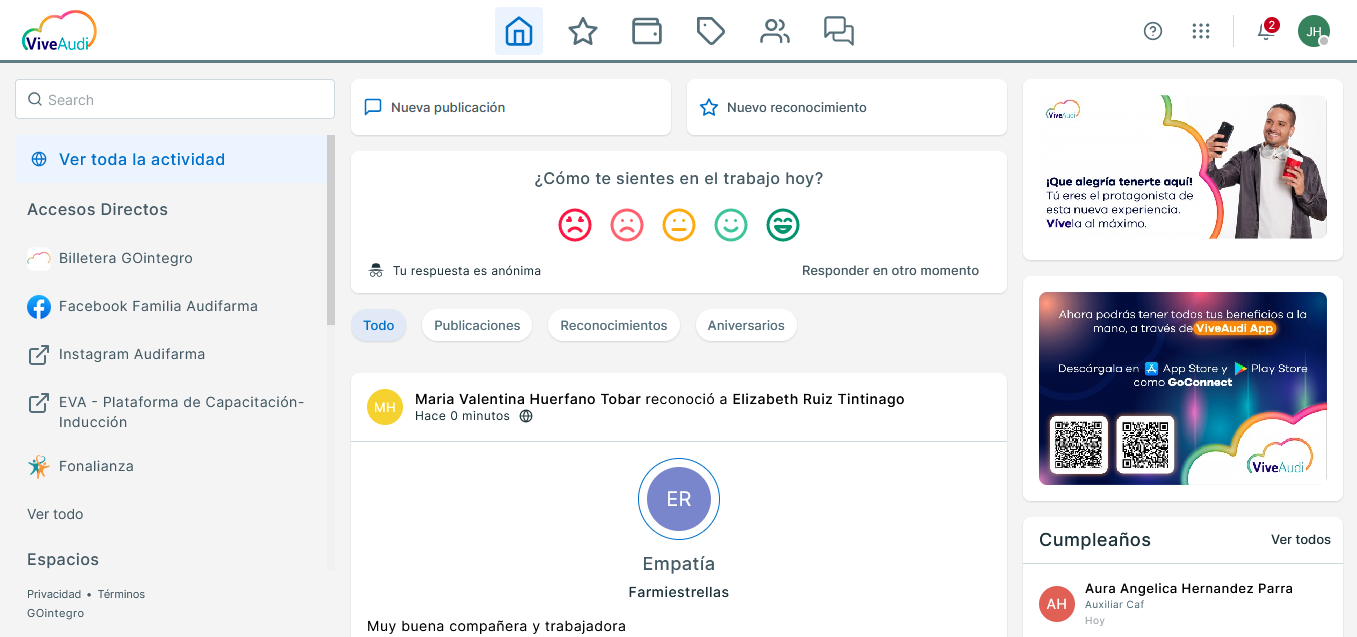 ViveAudi
2
JH
Search
Ver toda la actividad
Accesos Directos
Billetera GOintegro
Facebook Familia Audifarma
Instagram Audifarma
EVA - Plataforma de Capacitación-
Inducción
Fonalianza
Ver todo
Espacios
Privacidad • Términos
GOintegro
Nueva publicación
Nuevo reconocimiento
¿Cómo te sientes en el trabajo hoy?
Tu respuesta es anónima
Responder en otro momento
Todo
Publicaciones
Reconocimientos
Aniversarios
MH
Maria Valentina Huerfano Tobar reconoció a Elizabeth Ruiz Tintinago
Hace 0 minutos
ER
Empatía
Farmiestrellas
Muy buena compañera y trabajadora
ViveAudi
¡Que alegría tenerte aquí!
Tú eres el protagonista de
esta nueva experiencia.
Vívela al máximo.
Ahora podrás tener todos tus beneficios a la
mano, a través de ViveAudi App
Descárgala en App Store y Play Store
como GoConnect
ViveAudi
Cumpleaños
Ver todos
AH
Aura Angelica Hernandez Parra
Auxiliar Caf
Hoy